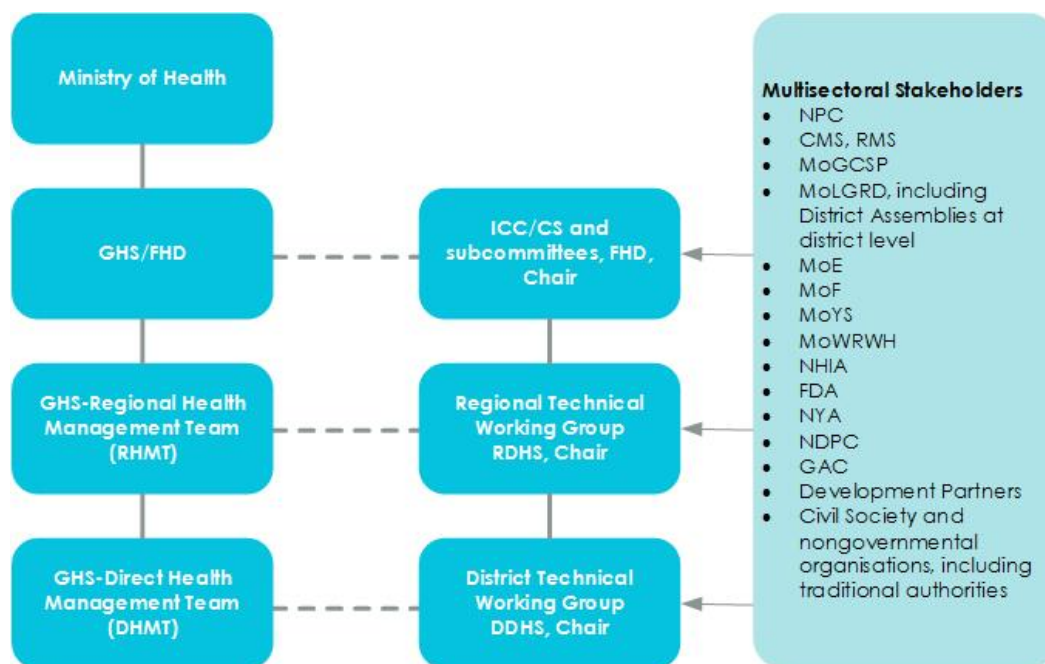 Ministry of Health
GHS/FHD
ICC/CS and
subcommittees, FHD,
Chair
GHS-Regional Health
Management Team
(RHMT)
Regional Technical
Working Group
RDHS, Chair
GHS-Direct Health
Management Team
(DHMT)
District Technical
Working Group
DDHS, Chair
Multisectoral Stakeholders
• NPC
• CMS, RMS
• MoGCSP
• MoLGRD, including
District Assemblies at
district level
• MoE
• MoF
• MoYS
• MoWRWH
• NHIA
• FDA
• NYA
• NDPC
• GAC
• Development Partners
• Civil Society and
nongovernmental
organisations, including
traditional authorities